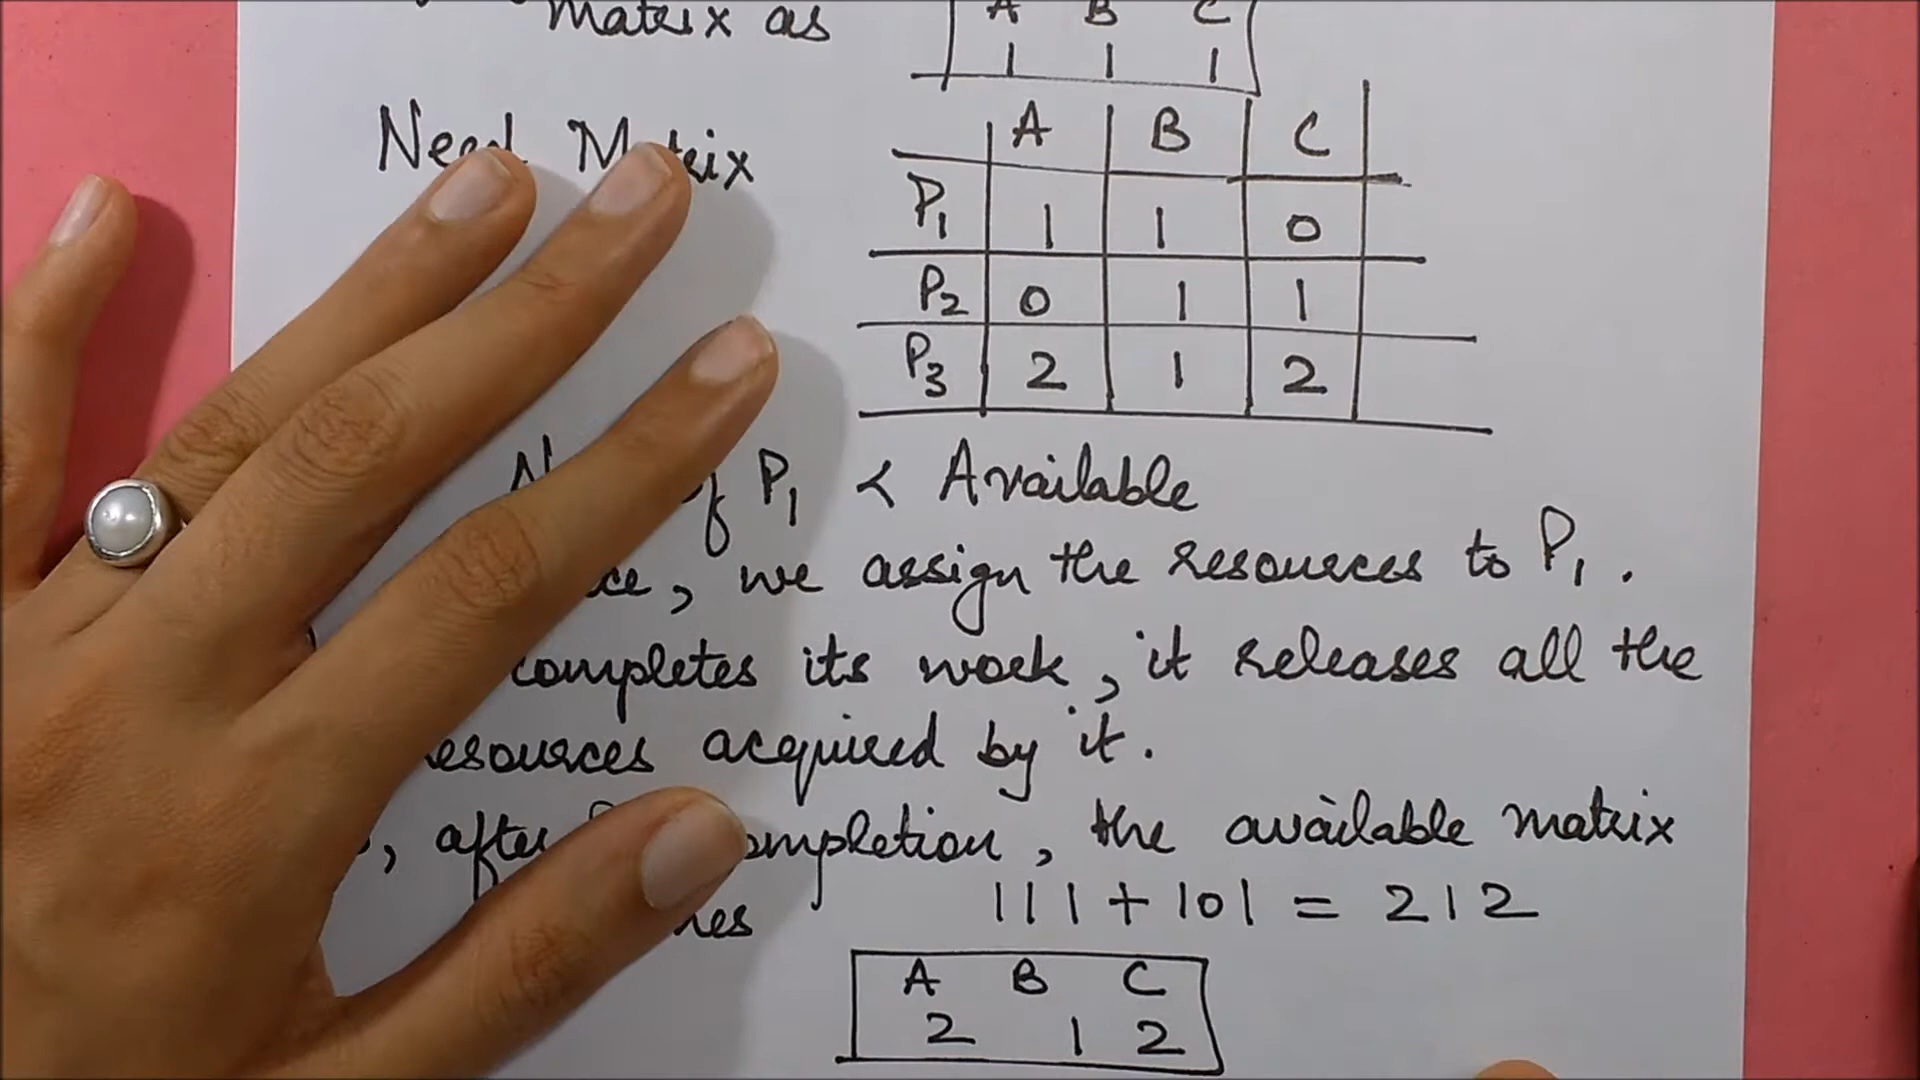 Matrix as
A B C
1 1 1
Need Matrix
A B C
P1 1 1 0
P2 0 1 1
P3 2 1 2
of P1 < Available
, we assign the resources to P1.
completes its work, it releases all the
resources acquired by it.
, after completion, the available matrix
111 + 101 = 212
A B C
2 1 2